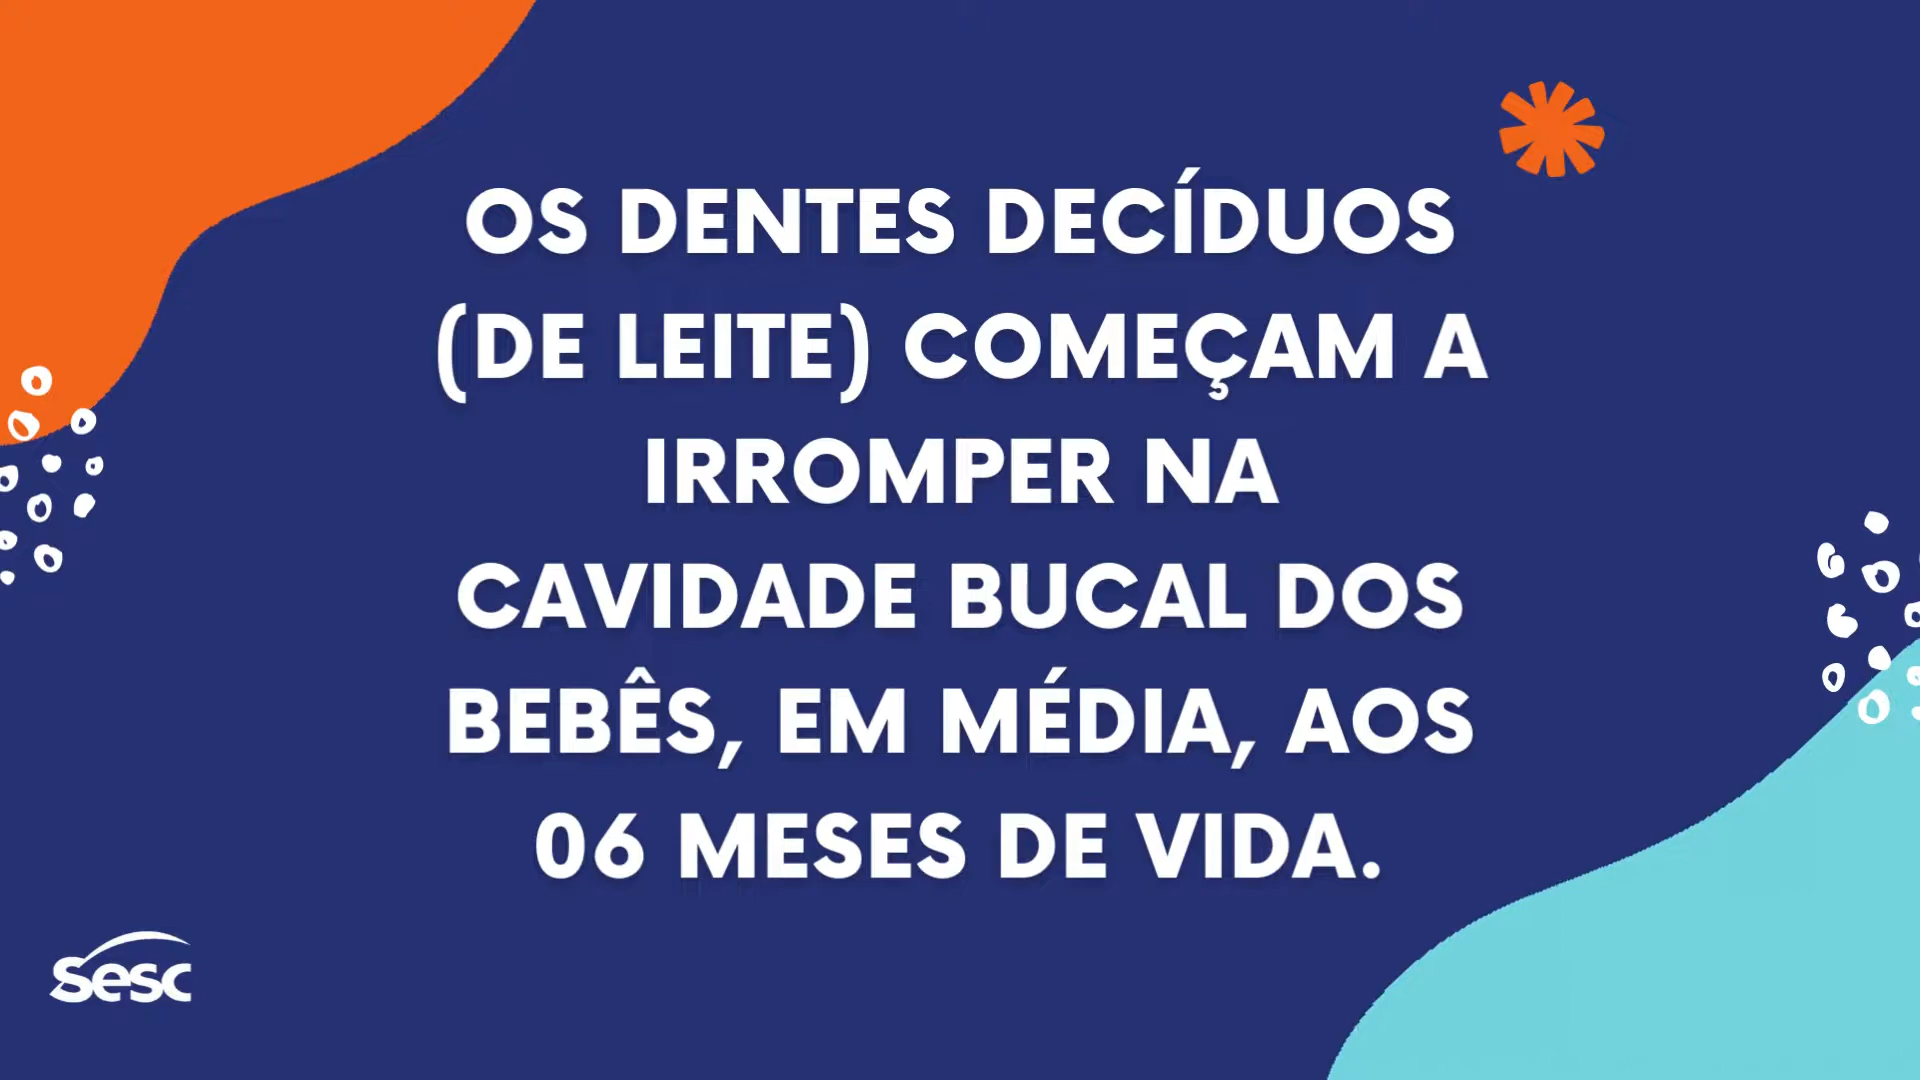 OS DENTES DECÍDUOS
(DE LEITE) COMEÇAM A
IRROMPER NA
CAVIDADE BUCAL DOS
BEBÊS, EM MÉDIA, AOS
06 MESES DE VIDA.
Sesc